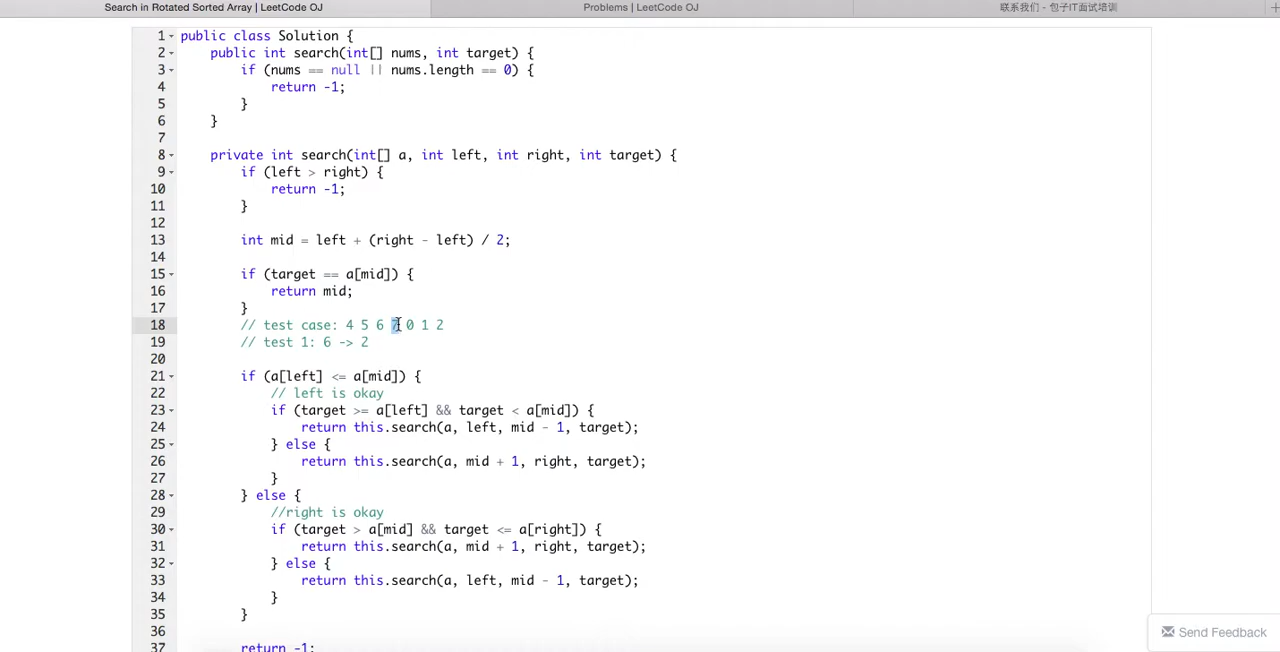 Search in Rotated Sorted Array | LeetCode OJ
Problems | LeetCode OJ
联系我们 - 包子IT面试培训
1 public class Solution {
2 public int search(int[] nums, int target) {
3 if (nums == null || nums.length == 0) {
4 return -1;
5 }
6 }
7
8 private int search(int[] a, int left, int right, int target) {
9 if (left > right) {
10 return -1;
11 }
12
13 int mid = left + (right - left) / 2;
14
15 if (target == a[mid]) {
16 return mid;
17 }
18 // test case: 4 5 6 7 0 1 2
19 // test 1: 6 -> 2
20
21 if (a[left] <= a[mid]) {
22 // left is okay
23 if (target >= a[left] && target < a[mid]) {
24 return this.search(a, left, mid - 1, target);
25 } else {
26 return this.search(a, mid + 1, right, target);
27 }
28 } else {
29 //right is okay
30 if (target > a[mid] && target <= a[right]) {
31 return this.search(a, mid + 1, right, target);
32 } else {
33 return this.search(a, left, mid - 1, target);
34 }
35 }
36
37 return -1;
Send Feedback